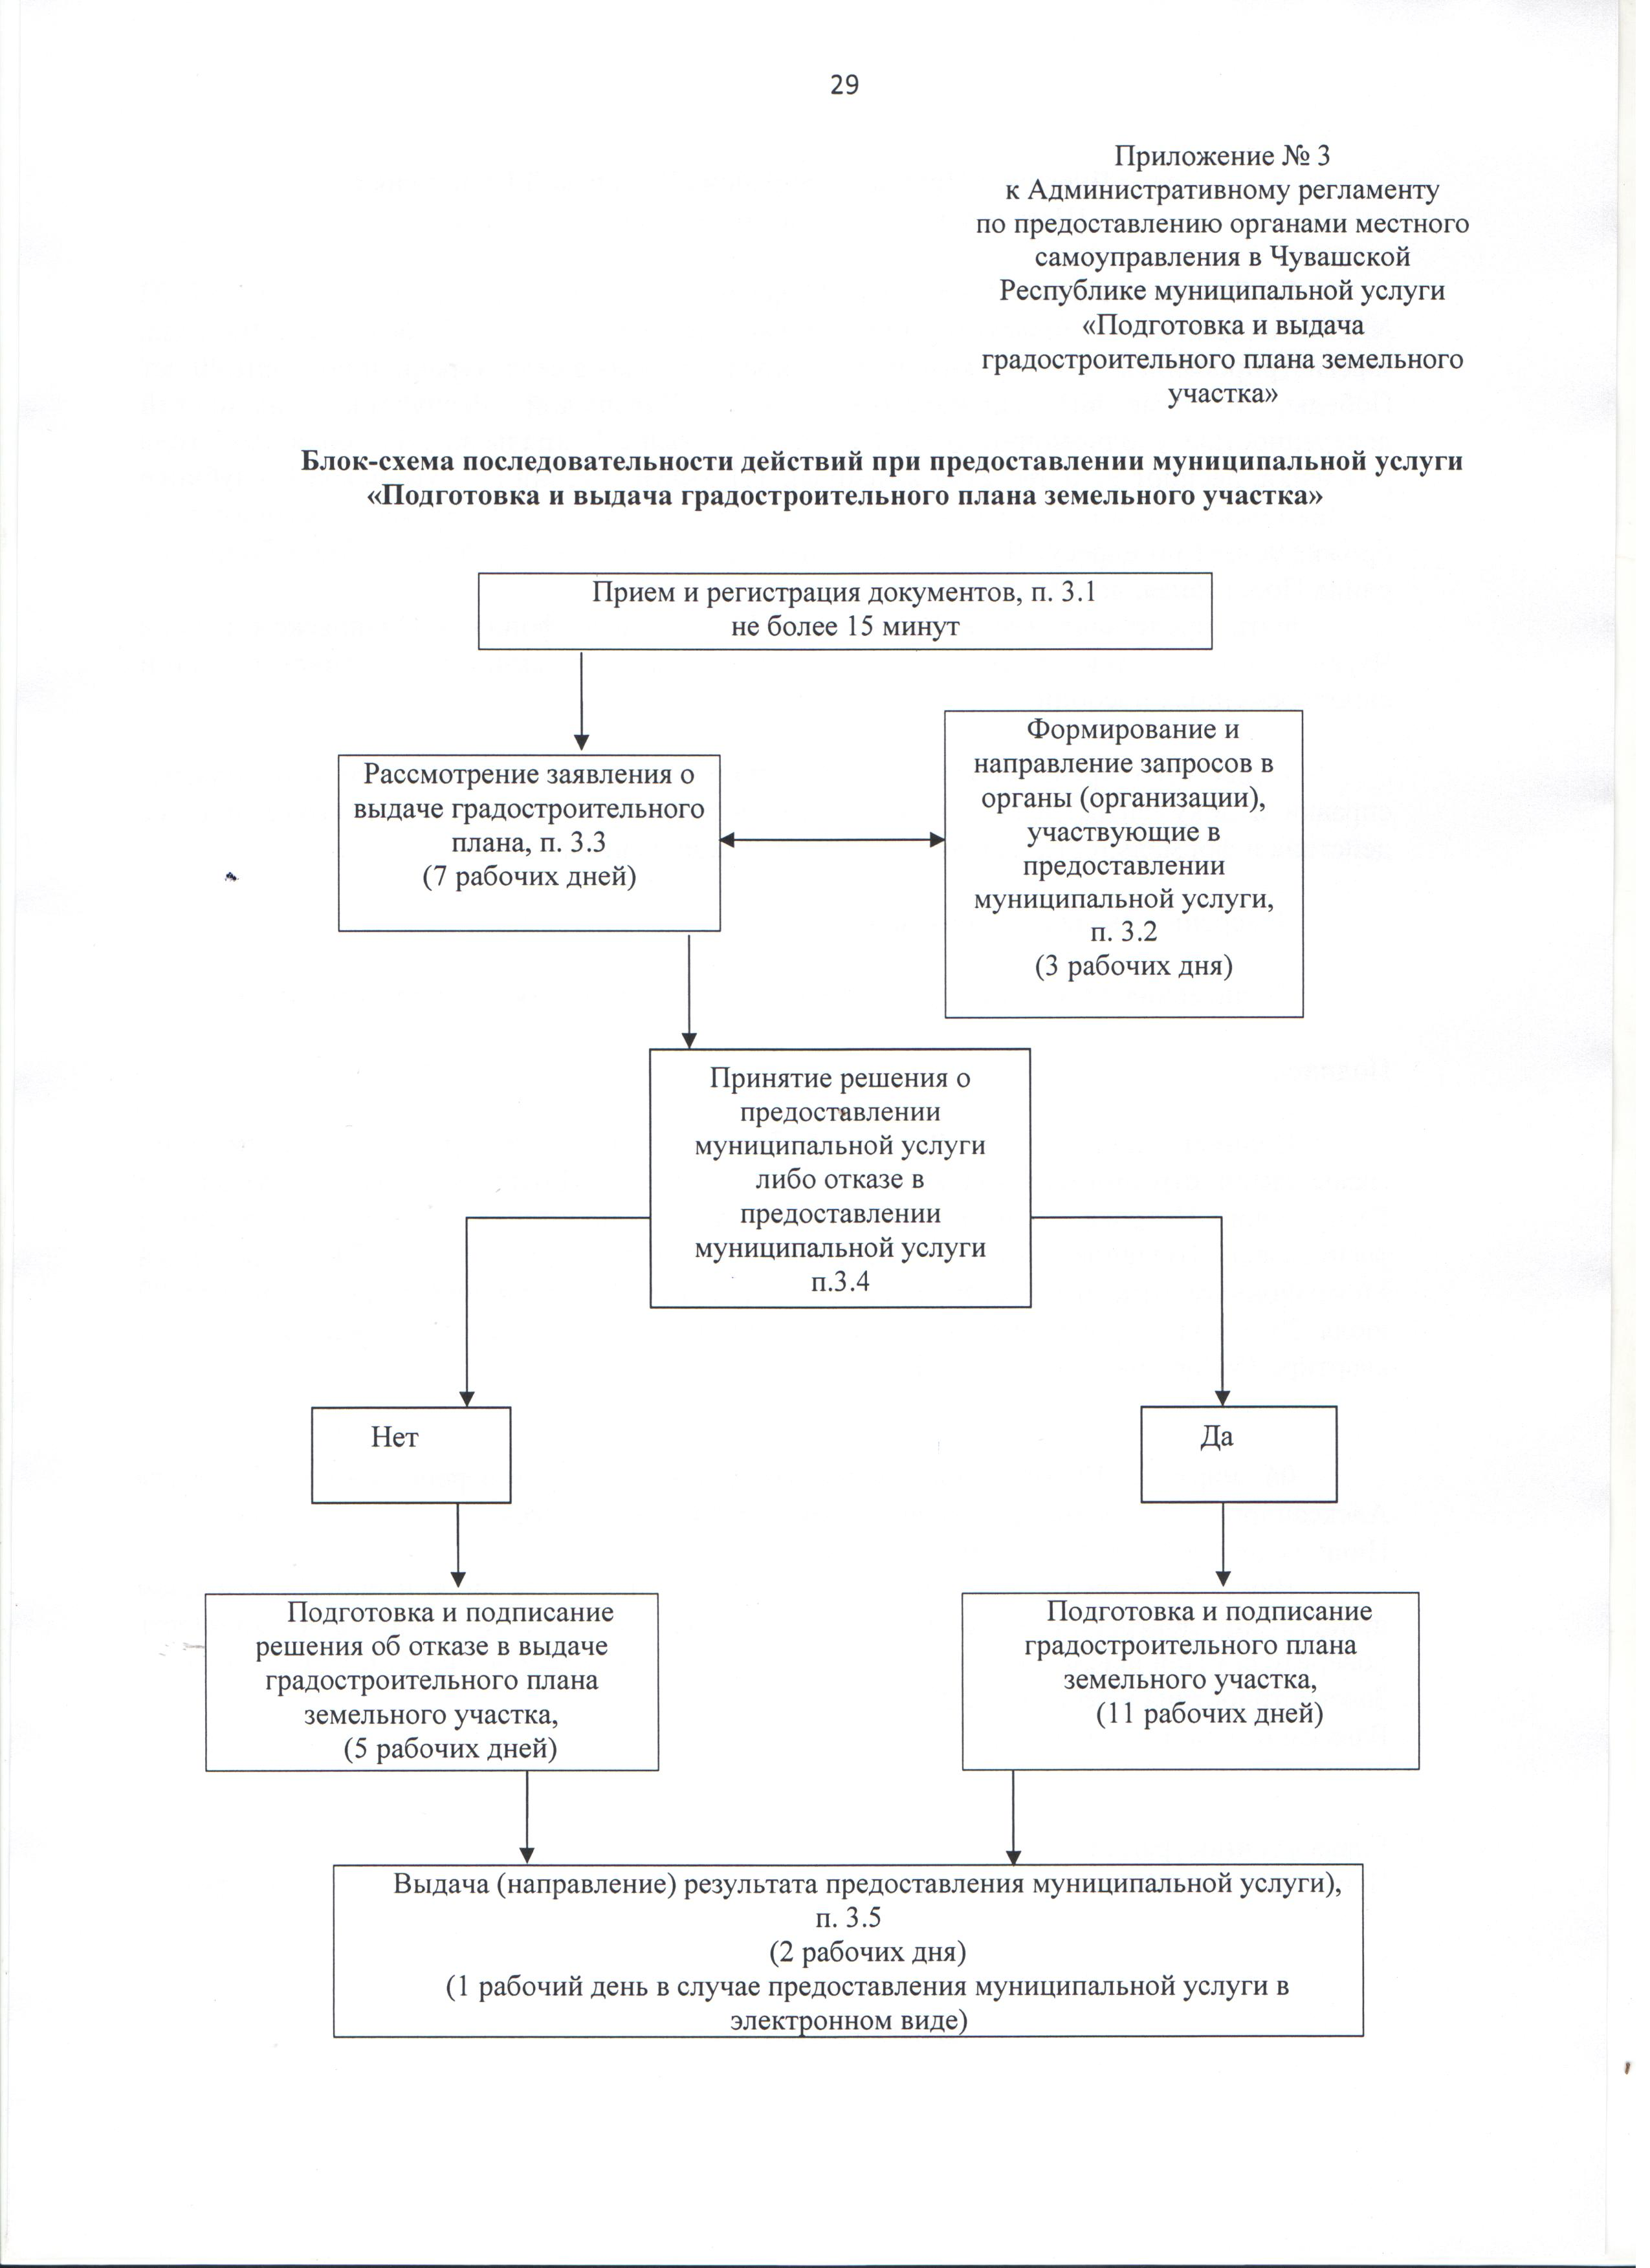 29
Приложение № 3
к Административному регламенту
по предоставлению органами местного
самоуправления в Чувашской
Республике муниципальной услуги
«Подготовка и выдача
градостроительного плана земельного
участка»
Блок-схема последовательности действий при предоставлении муниципальной услуги
«Подготовка и выдача градостроительного плана земельного участка»
Прием и регистрация документов, п. 3.1
не более 15 минут
Рассмотрение заявления о
выдаче градостроительного
плана, п. 3.3
(7 рабочих дней)
Формирование и
направление запросов в
органы (организации),
участвующие в
предоставлении
муниципальной услуги,
п. 3.2
(3 рабочих дня)
Принятие решения о
предоставлении
муниципальной услуги
либо отказе в
предоставлении
муниципальной услуги
п.3.4
Нет
Да
Подготовка и подписание
решения об отказе в выдаче
градостроительного плана
земельного участка,
(5 рабочих дней)
Подготовка и подписание
градостроительного плана
земельного участка,
(11 рабочих дней)
Выдача (направление) результата предоставления муниципальной услуги),
п. 3.5
(2 рабочих дня)
(1 рабочий день в случае предоставления муниципальной услуги в
электронном виде)